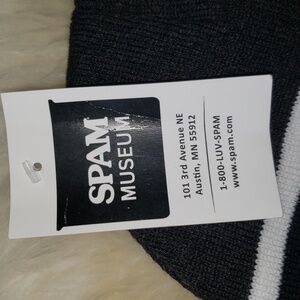 SPAM
MUSEUM
101 3rd Avenue NE
Austin, MN 55912
1-800-LUV-SPAM
www.spam.com